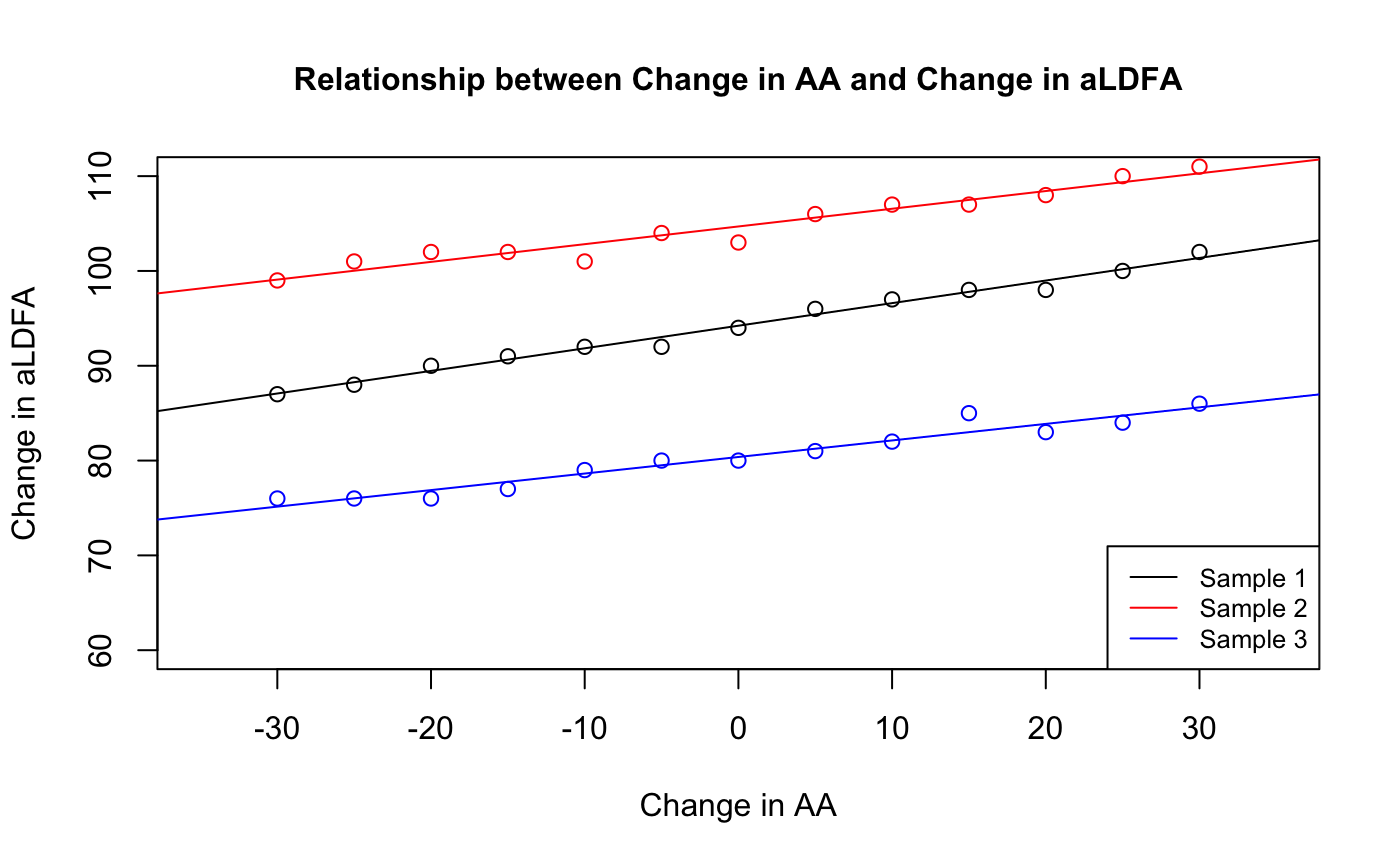 Relationship between Change in AA and Change in aLDFA
110
100
90
80
70
60
Change in aLDFA
Sample 1
Sample 2
Sample 3
-30 -20 -10 0 10 20 30
Change in AA